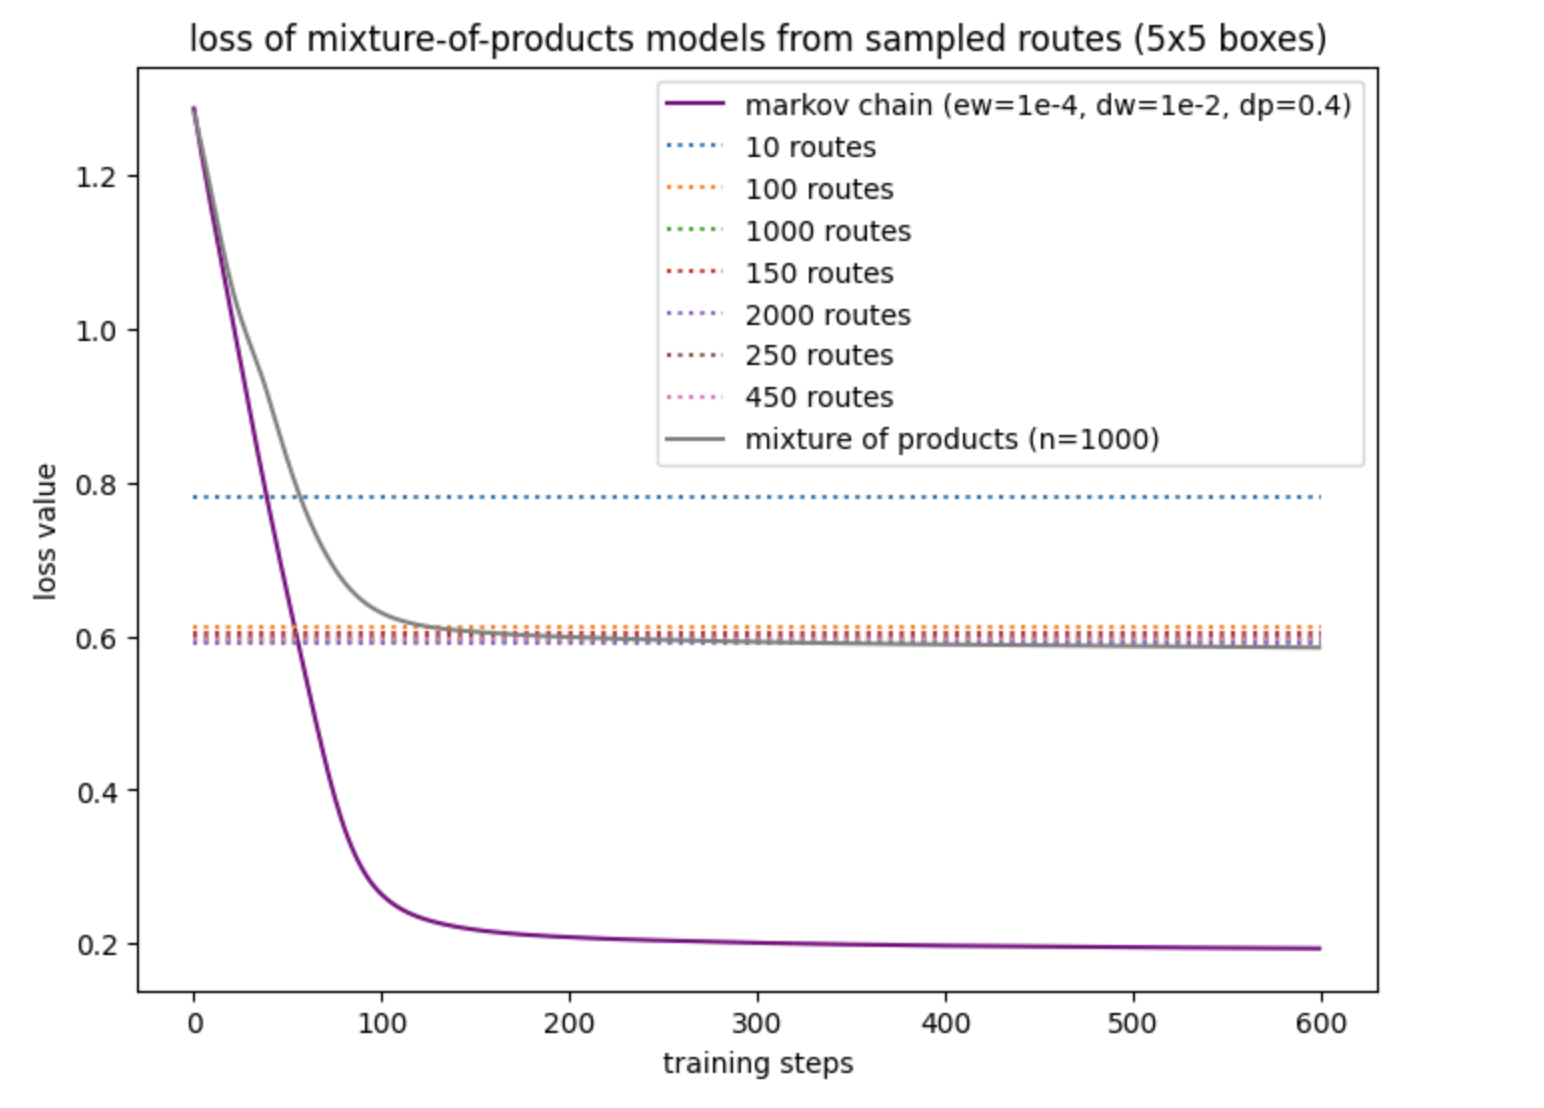 loss of mixture-of-products models from sampled routes (5x5 boxes)
markov chain (ew=1e-4, dw=1e-2, dp=0.4)
10 routes
100 routes
1000 routes
150 routes
2000 routes
250 routes
450 routes
mixture of products (n=1000)
loss value
1.2
1.0
0.8
0.6
0.4
0.2
0 100 200 300 400 500 600
training steps